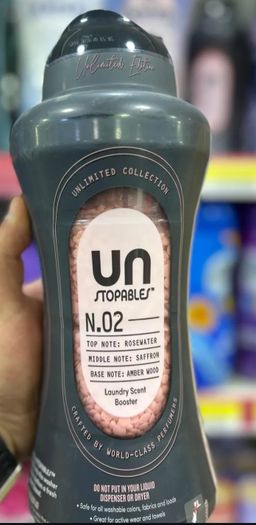 Unlimited Edition
UNLIMITED COLLECTION
UN
STOPABLES™
N.02
TOP NOTE: ROSEWATER
MIDDLE NOTE: SAFFRON
BASE NOTE: AMBER WOOD
Laundry Scent
Booster
CRAFTED BY WORLD-CLASS PERFUMERS
DO NOT PUT IN YOUR LIQUID
DISPENSER OR DRYER
• Safe for all washable colors, fabrics and loads
• Great for active wear and towels